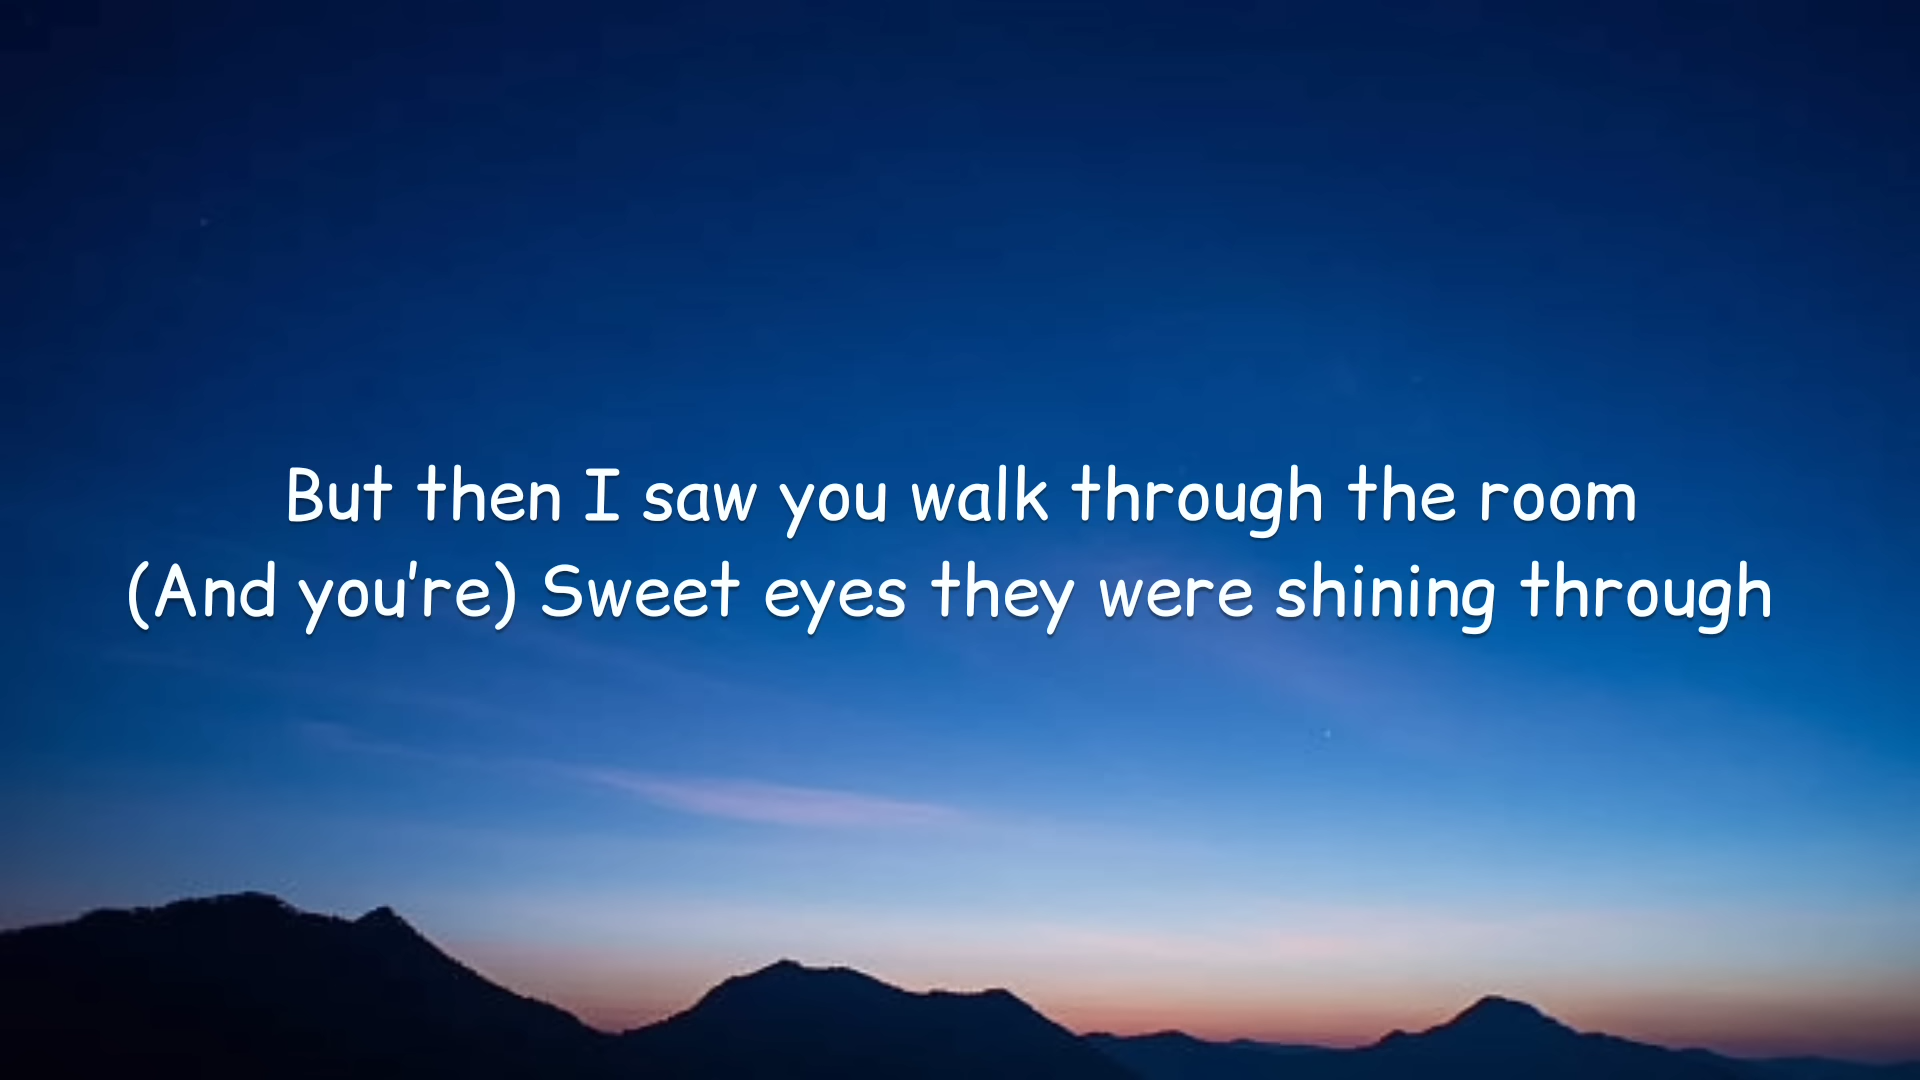 But then I saw you walk through the room
(And you're) Sweet eyes they were shining through